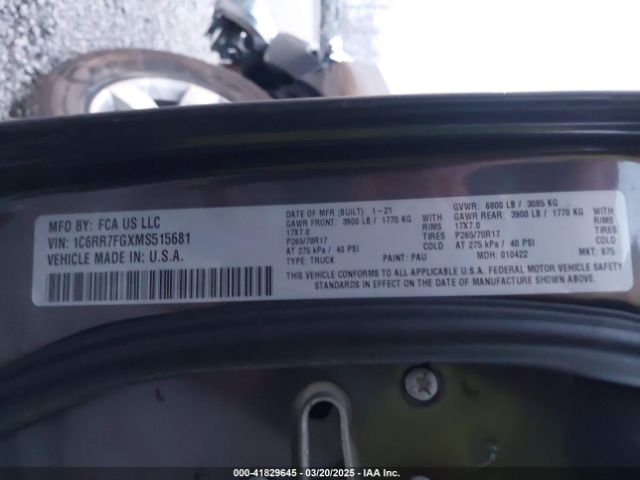 MFD BY: FCA US LLC
VIN: 1C6RR7FGXMS515681
VEHICLE MADE IN: U.S.A.
DATE OF MFR (BUILT): 1-21
GAWR FRONT: 3900 LB / 1770 KG
WITH
17X7.0
RIMS
P265/70R17
TIRES
AT 275 kPa / 40 PSI
COLD
TYPE: TRUCK
PAINT: PAU
GVWR: 6800 LB / 3085 KG
GAWR REAR: 3900 LB / 1770 KG
WITH
17X7.0
RIMS
P265/70R17
TIRES
AT 275 kPa / 40 PSI
COLD
MDH: 010422
MKT: 875
THIS VEHICLE CONFORMS TO ALL APPLICABLE U.S.A. FEDERAL MOTOR VEHICLE SAFETY
STANDARDS IN EFFECT ON THE DATE OF MANUFACTURE SHOWN ABOVE.
000-41829645 - 03/20/2025 - IAA Inc.